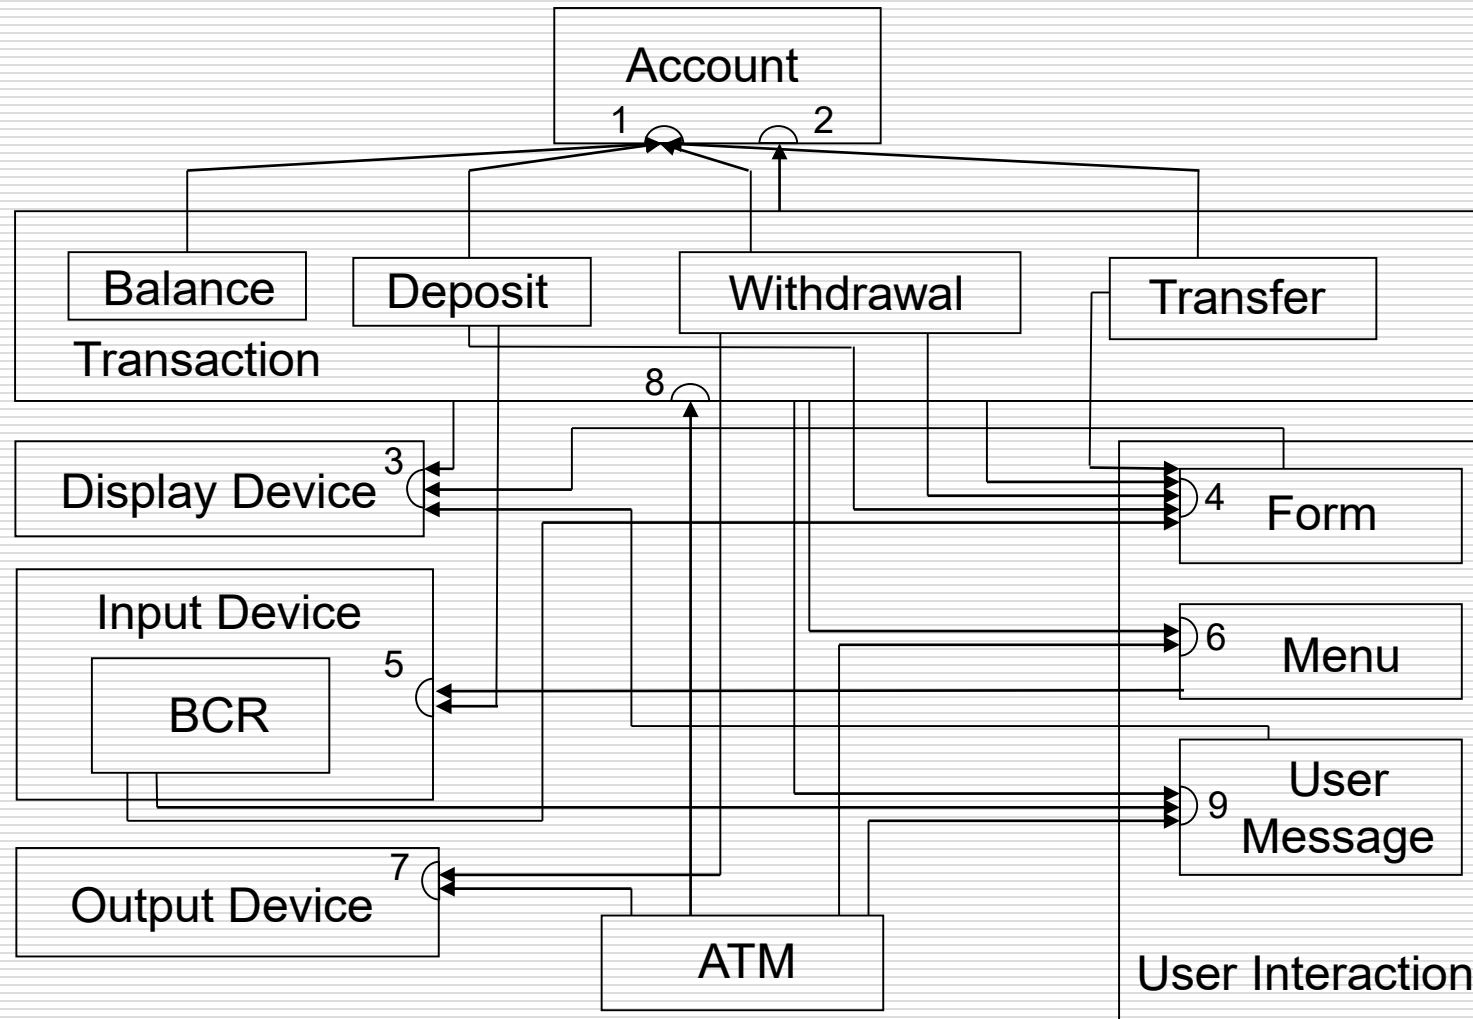 Account
1
2
Balance
Deposit
Withdrawal
Transfer
Transaction
8
3
Display Device
4
Form
Input Device
5
BCR
6
Menu
User
Message
9
7
Output Device
ATM
User Interaction